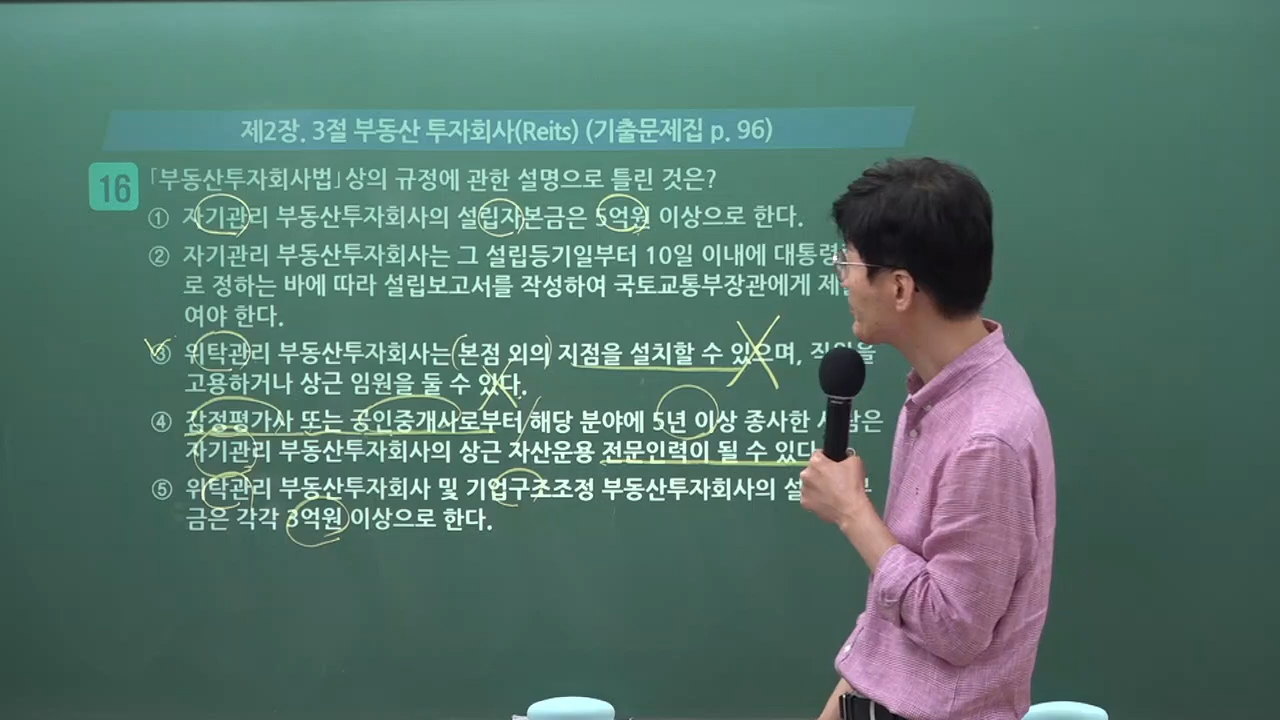 제2장. 3절 부동산 투자회사(Reits) (기출문제집 p. 96)
16 「부동산투자회사법」상의 규정에 관한 설명으로 틀린 것은?
① 자기관리 부동산투자회사의 설립자본금은 5억원 이상으로 한다.
② 자기관리 부동산투자회사는 그 설립등기일부터 10일 이내에
로 정하는 바에 따라 설립보고서를 작성하여 국토교통부장관에게
여야 한다.
③ 위탁관리 부동산투자회사는 (본점 외의) 지점을 설치할 수 있으며, 직원을
고용하거나 상근 임원을 둘 수 있다.
④ 감정평가사 또는 공인중개사로부터 해당 분야에 5년 이상 종사한
자기관리 부동산투자회사의 상근 자산운용 전문인력이 될 수 있다
⑤ 위탁관리 부동산투자회사 및 기업구조조정 부동산투자회사의
금은 각각 3억원 이상으로 한다.